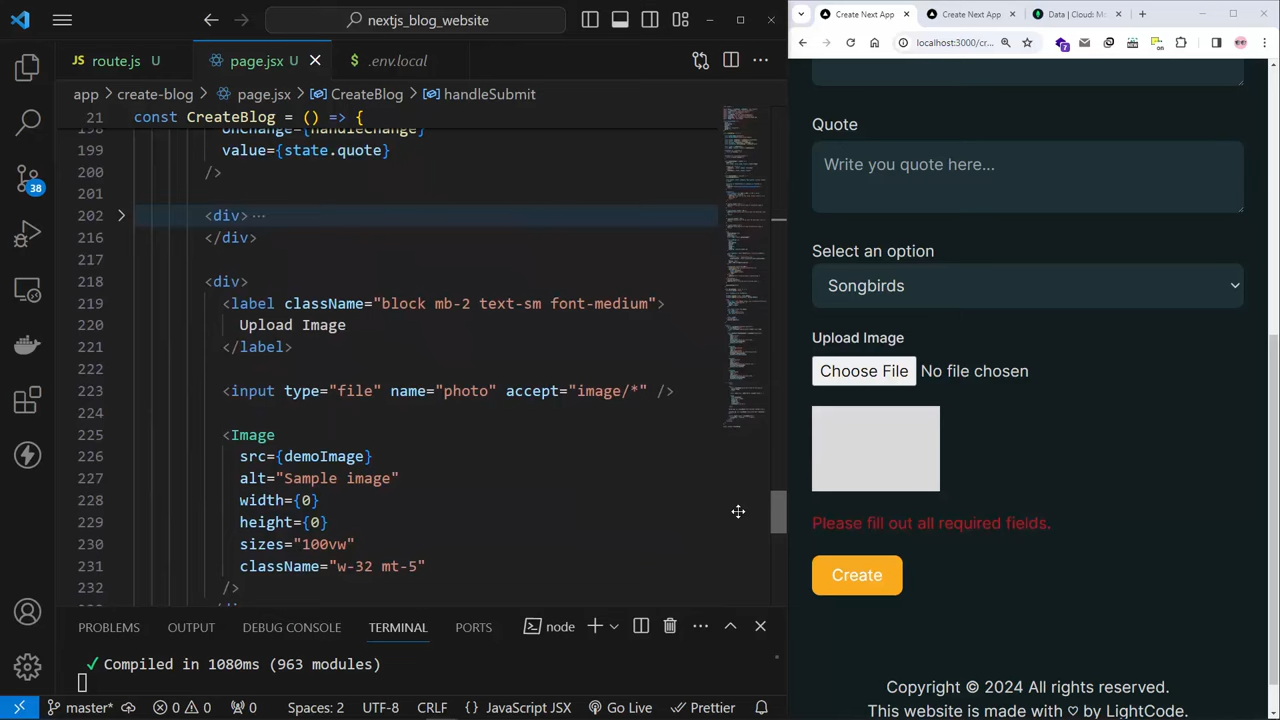 nextjs_blog_website
JS route.js U
page.jsx U
$ .env.local
app > create-blog > page.jsx > CreateBlog > handleSubmit
21 const CreateBlog = () => {
198 onChange={handleChange}
199 value={state.quote}
200 />
201
202 <div> ···
216 </div>
217
218 <div>
219 <label className="block mb-2 text-sm font-medium">
220 Upload Image
221 </label>
222
223 <input type="file" name="photo" accept="image/*" />
224
225 <Image
226 src={demoImage}
227 alt="Sample image"
228 width={0}
229 height={0}
230 sizes="100vw"
231 className="w-32 mt-5"
232 />
38
PROBLEMS OUTPUT DEBUG CONSOLE TERMINAL PORTS node
✓ Compiled in 1080ms (963 modules)
master* 0 0 0 Spaces: 2 UTF-8 CRLF {} JavaScript JSX Go Live Prettier
Create Next App
Create Next App
Data | Cloud: M
localhost:3000/cr...
7
Quote
Write you quote here...
Select an option
Songbirds
Upload Image
Choose File No file chosen
Please fill out all required fields.
Create
Copyright © 2024 All rights reserved.
This website is made with ♡ by LightCode.